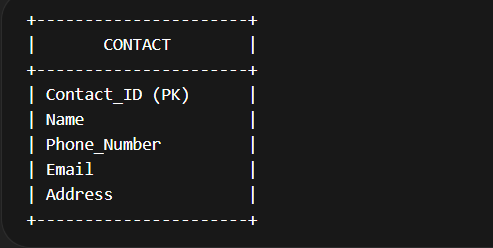 +----------------------+
|       CONTACT        |
+----------------------+
| Contact_ID (PK)      |
| Name                 |
| Phone_Number         |
| Email                |
| Address              |
+----------------------+